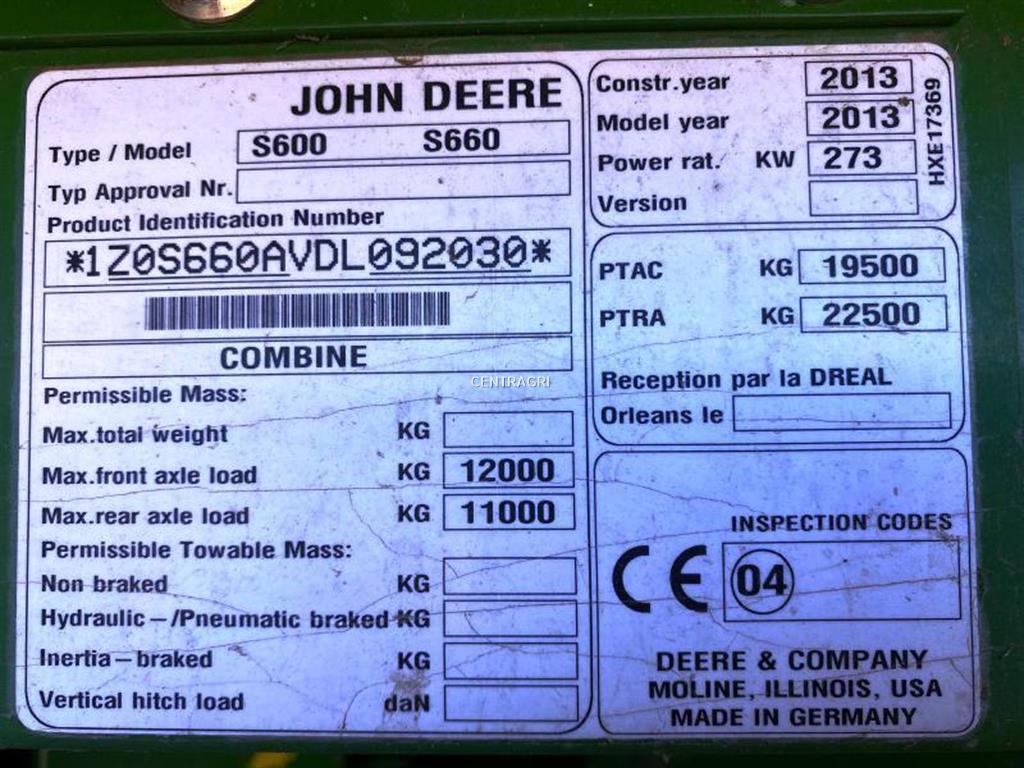 JOHN DEERE
Type / Model S600 S660
Typ Approval Nr.
Product Identification Number
*1Z0S660AVDL092030*
COMBINE
Permissible Mass:
Max.total weight KG
Max.front axle load KG 12000
Max.rear axle load KG 11000
Permissible Towable Mass:
Non braked KG
Hydraulic-/Pneumatic braked KG
Inertia-braked KG
Vertical hitch load daN
Constr.year 2013
Model year 2013
Power rat. KW 273
Version
HXE17369
PTAC KG 19500
PTRA KG 22500
Reception par la DREAL
Orleans le
INSPECTION CODES
CE 04
DEERE & COMPANY
MOLINE, ILLINOIS, USA
MADE IN GERMANY
CENTRAGRI